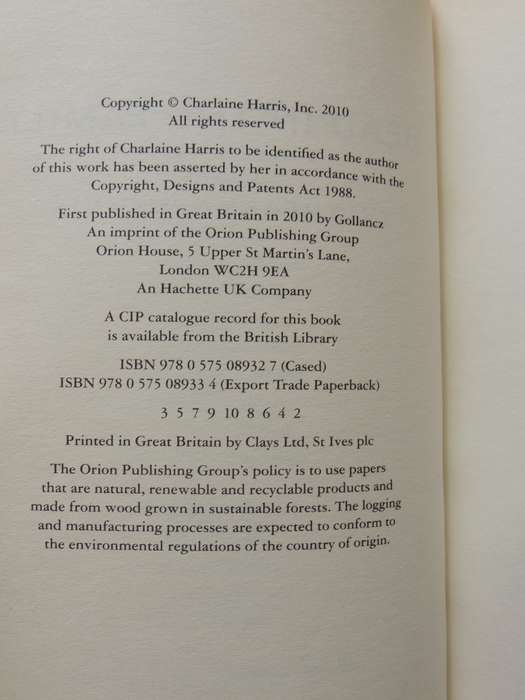 Copyright © Charlaine Harris, Inc. 2010
All rights reserved
The right of Charlaine Harris to be identified as the author
of this work has been asserted by her in accordance with the
Copyright, Designs and Patents Act 1988.
First published in Great Britain in 2010 by Gollancz
An imprint of the Orion Publishing Group
Orion House, 5 Upper St Martin's Lane,
London WC2H 9EA
An Hachette UK Company
A CIP catalogue record for this book
is available from the British Library
ISBN 978 0 575 08932 7 (Cased)
ISBN 978 0 575 08933 4 (Export Trade Paperback)
3 5 7 9 10 8 6 4 2
Printed in Great Britain by Clays Ltd, St Ives plc
The Orion Publishing Group's policy is to use papers
that are natural, renewable and recyclable products and
made from wood grown in sustainable forests. The logging
and manufacturing processes are expected to conform to
the environmental regulations of the country of origin.